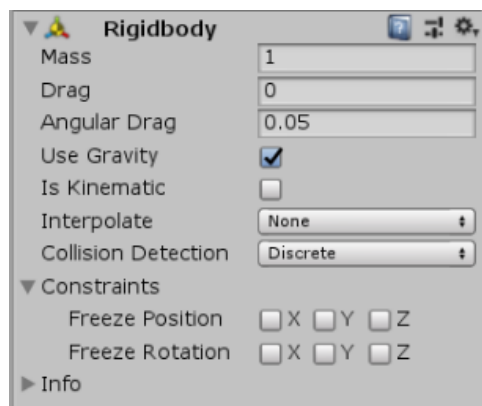 Rigidbody
Mass 1
Drag 0
Angular Drag 0.05
Use Gravity
Is Kinematic
Interpolate None
Collision Detection Discrete
Constraints
Freeze Position X Y Z
Freeze Rotation X Y Z
Info